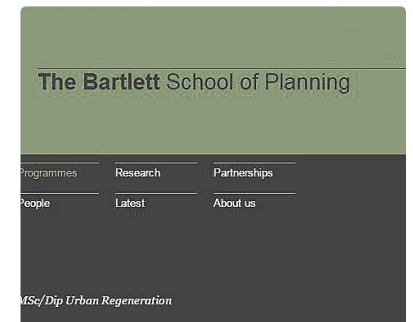 The Bartlett School of Planning
Programmes Research Partnerships
People Latest About us
MSc/Dip Urban Regeneration